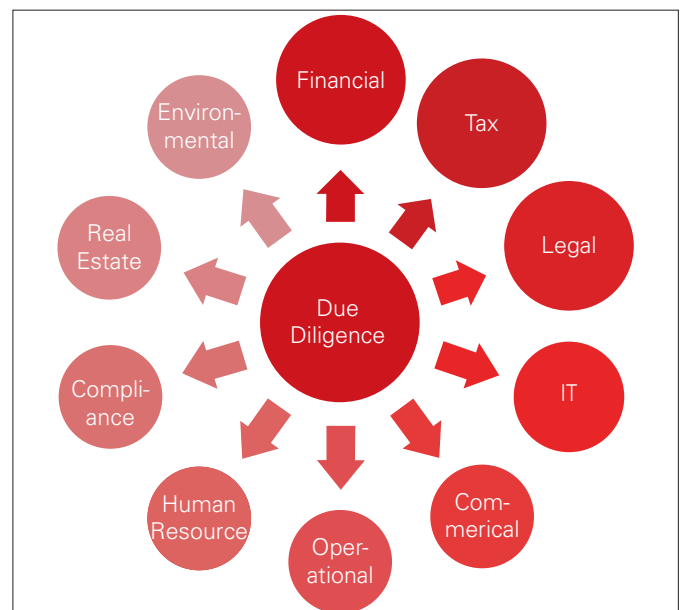 Financial
Tax
Legal
IT
Com-
merical
Oper-
ational
Human
Resource
Compli-
ance
Real
Estate
Environ-
mental
Due
Diligence